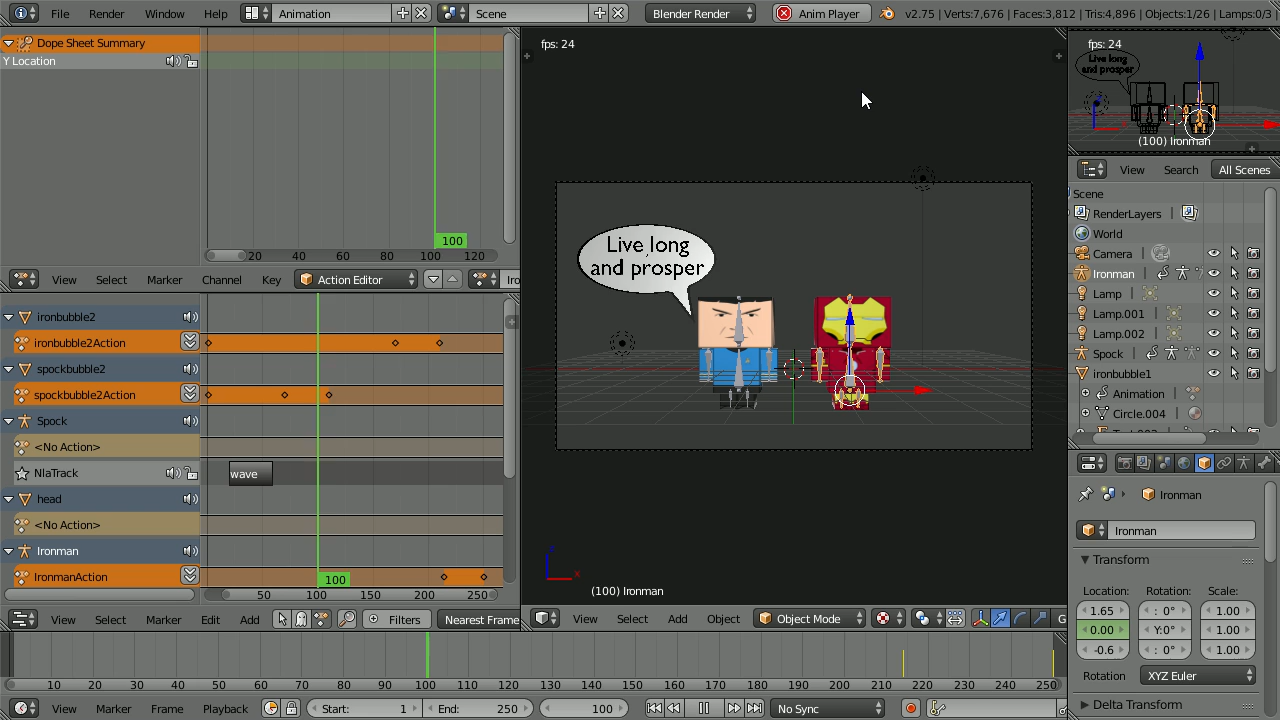 File Render Window Help Animation Scene Blender Render Anim Player v2.75 | Verts:7,676 | Faces:3,812 | Tris:4,896 | Objects:1/26 | Lamps:0/3
Dope Sheet Summary
Y Location
100
20 40 60 80 100 120
View Select Marker Channel Key Action Editor Iro
ironbubble2
ironbubble2Action
spockbubble2
spockbubble2Action
Spock
<No Action>
NlaTrack wave
head
<No Action>
Ironman
IronmanAction
100
50 100 150 200 250
View Select Marker Edit Add Filters Nearest Frame
fps: 24
Live long
and prosper
(100) Ironman
View Select Add Object Object Mode G
fps: 24
Live long
and prosper
(100) Ironman
View Search All Scenes
Scene
RenderLayers
World
Camera
Ironman
Lamp
Lamp.001
Lamp.002
Spock
ironbubble1
Animation
Circle.004
Ironman
Ironman
Transform
Location: Rotation: Scale:
1.65 : 0° 1.00
0.00 Y:0° 1.00
-0.6 : 0° 1.00
Rotation XYZ Euler
Delta Transform
10 20 30 40 50 60 70 80 90 100 110 120 130 140 150 160 170 180 190 200 210 220 230 240 250
View Marker Frame Playback Start: 1 End: 250 100 No Sync